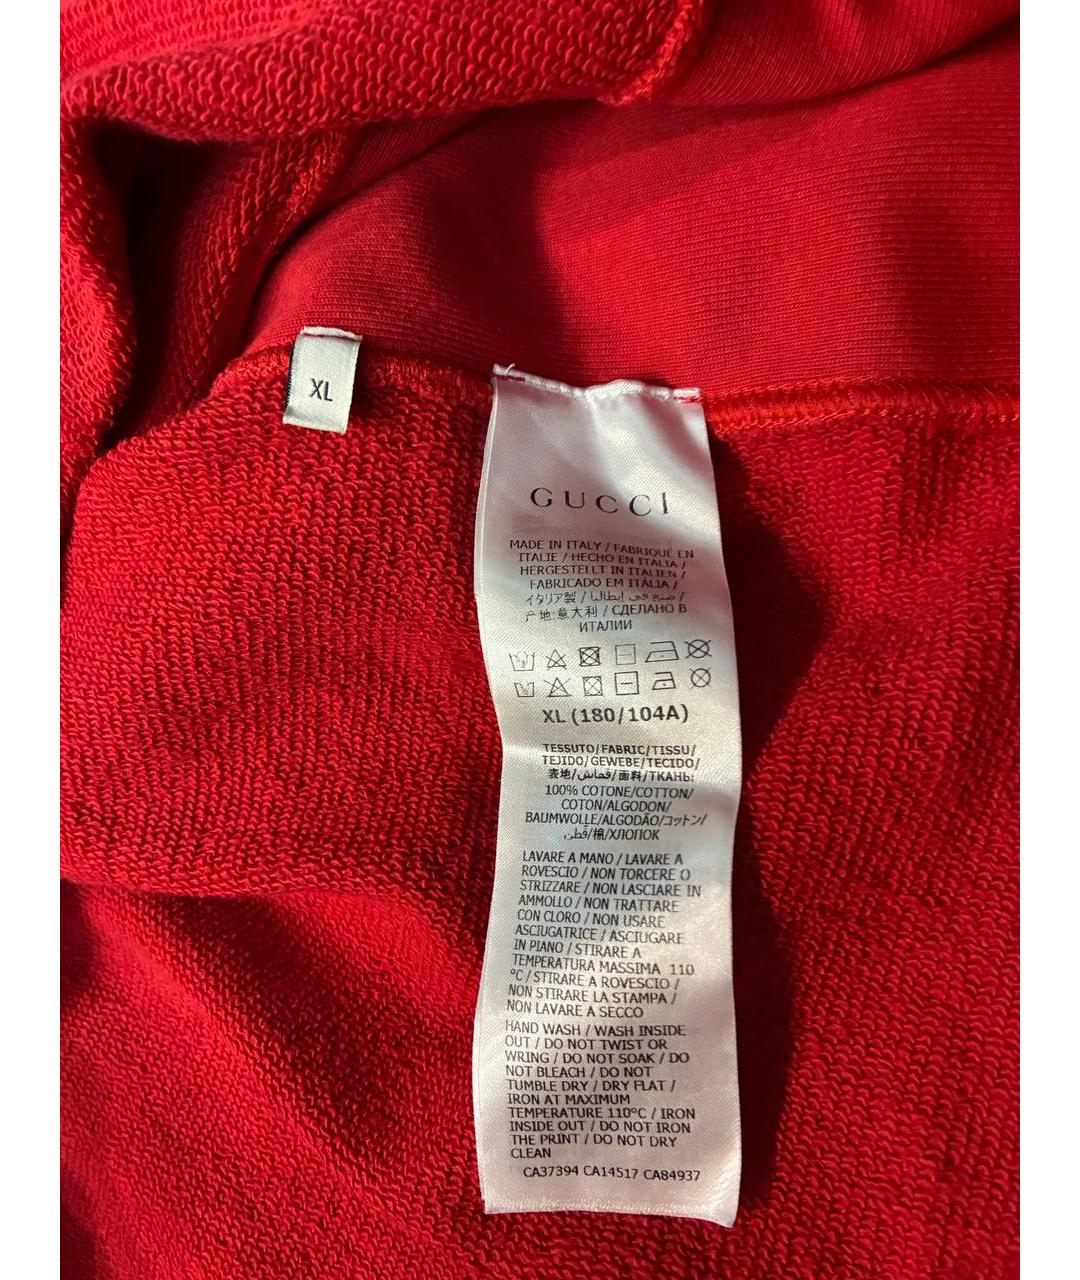 XL
GUCCI
MADE IN ITALY / FABRIQUÉ EN
ITALIE / HECHO EN ITALIA /
HERGESTELLT IN ITALIEN /
FABRICADO EM ITÁLIA /
イタリア製 / صنع في إيطاليا /
产地:意大利 / СДЕЛАНО В
ИТАЛИИ
XL (180/104A)
TESSUTO/FABRIC/TISSU/
TEJIDO/GEWEBE/TECIDO/
表地/قماش/面料/ТКАНЬ:
100% COTONE/COTTON/
COTON/ALGODON/
BAUMWOLLE/ALGODÃO/コットン/
قطن/棉/ХЛОПОК
LAVARE A MANO / LAVARE A
ROVESCIO / NON TORCERE O
STRIZZARE / NON LASCIARE IN
AMMOLLO / NON TRATTARE
CON CLORO / NON USARE
ASCIUGATRICE / ASCIUGARE
IN PIANO / STIRARE A
TEMPERATURA MASSIMA 110
°C / STIRARE A ROVESCIO /
NON STIRARE LA STAMPA /
NON LAVARE A SECCO
HAND WASH / WASH INSIDE
OUT / DO NOT TWIST OR
WRING / DO NOT SOAK / DO
NOT BLEACH / DO NOT
TUMBLE DRY / DRY FLAT /
IRON AT MAXIMUM
TEMPERATURE 110°C / IRON
INSIDE OUT / DO NOT IRON
THE PRINT / DO NOT DRY
CLEAN
CA37394 CA14517 CA84937